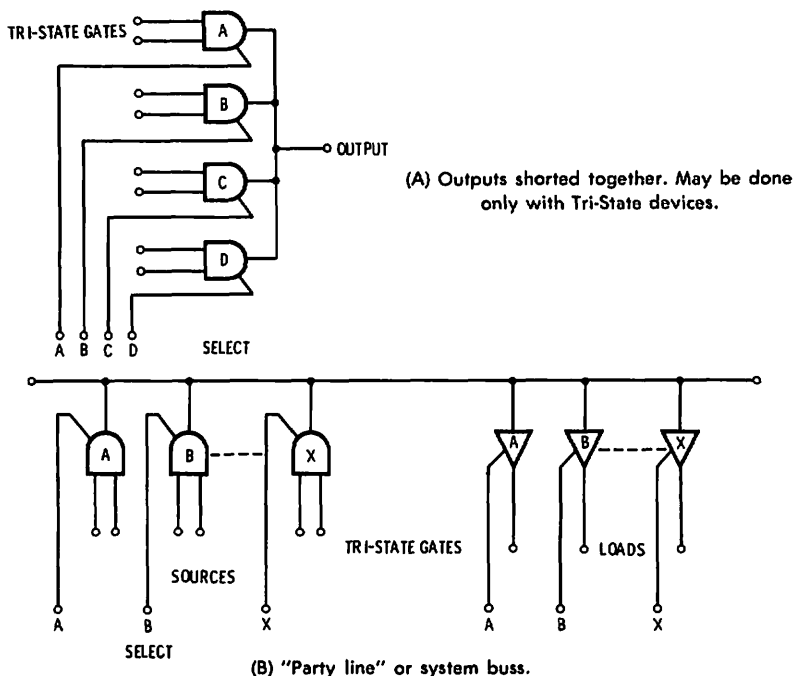 TRI-STATE GATES
A
B
C
D
OUTPUT
(A) Outputs shorted together. May be done
only with Tri-State devices.
A B C D SELECT
A B X A B X
TRI-STATE GATES LOADS
SOURCES
A B X A B X
SELECT
(B) "Party line" or system buss.